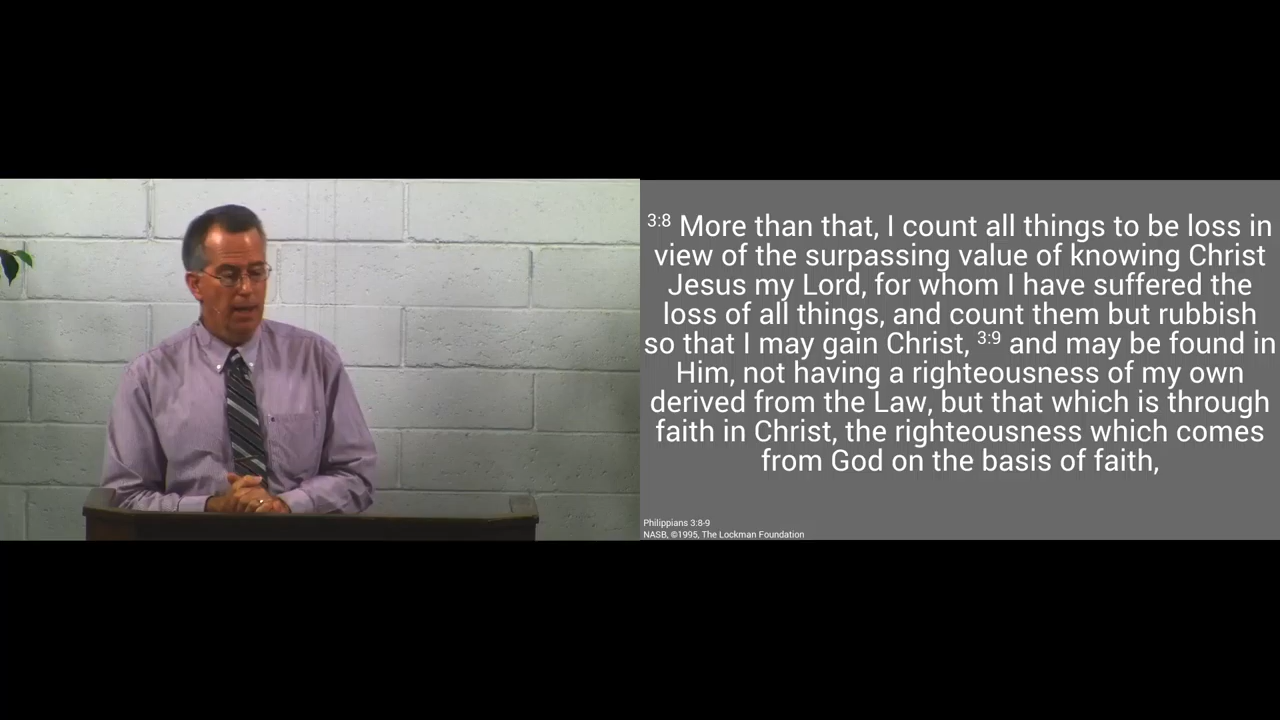 3:8 More than that, I count all things to be loss in
view of the surpassing value of knowing Christ
Jesus my Lord, for whom I have suffered the
loss of all things, and count them but rubbish
so that I may gain Christ, 3:9 and may be found in
Him, not having a righteousness of my own
derived from the Law, but that which is through
faith in Christ, the righteousness which comes
from God on the basis of faith,
Philippians 3:8-9
NASB, ©1995, The Lockman Foundation